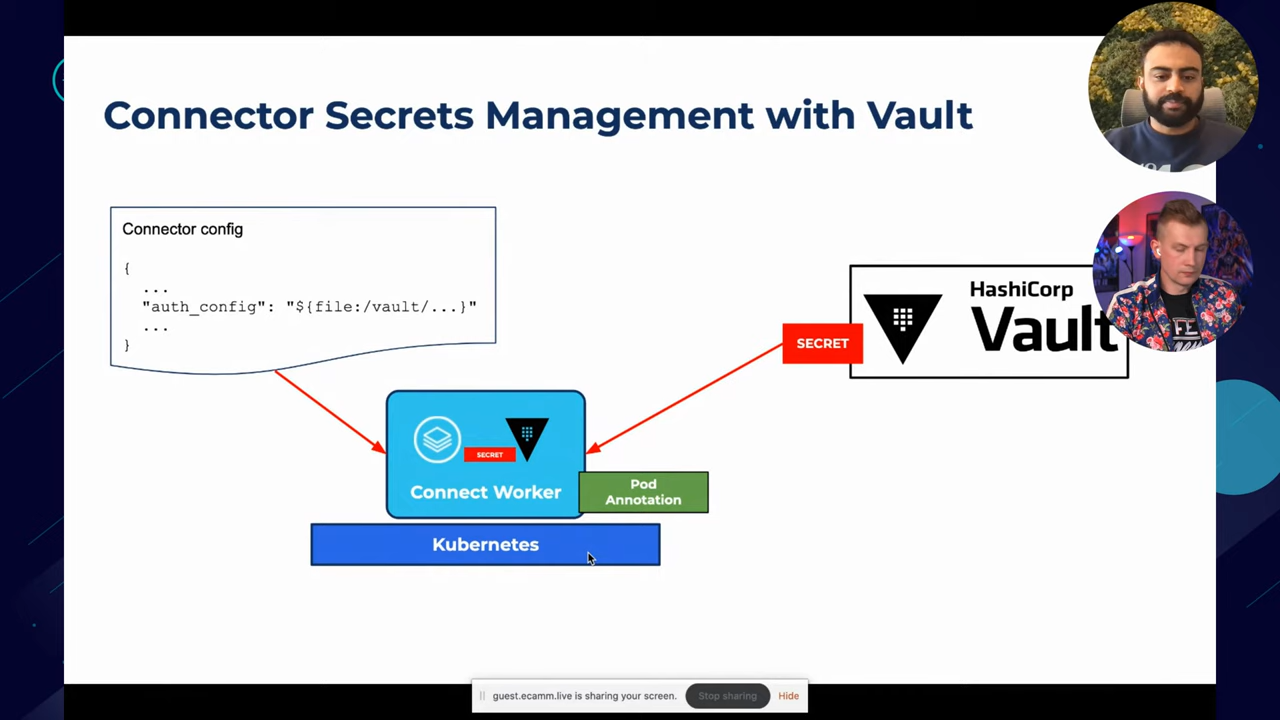 Connector Secrets Management with Vault
Connector config
{
...
"auth_config": "${file:/vault/...}"
...
}
HashiCorp
Vault
SECRET
SECRET
Connect Worker
Pod
Annotation
Kubernetes
guest.ecamm.live is sharing your screen.
Stop sharing
Hide